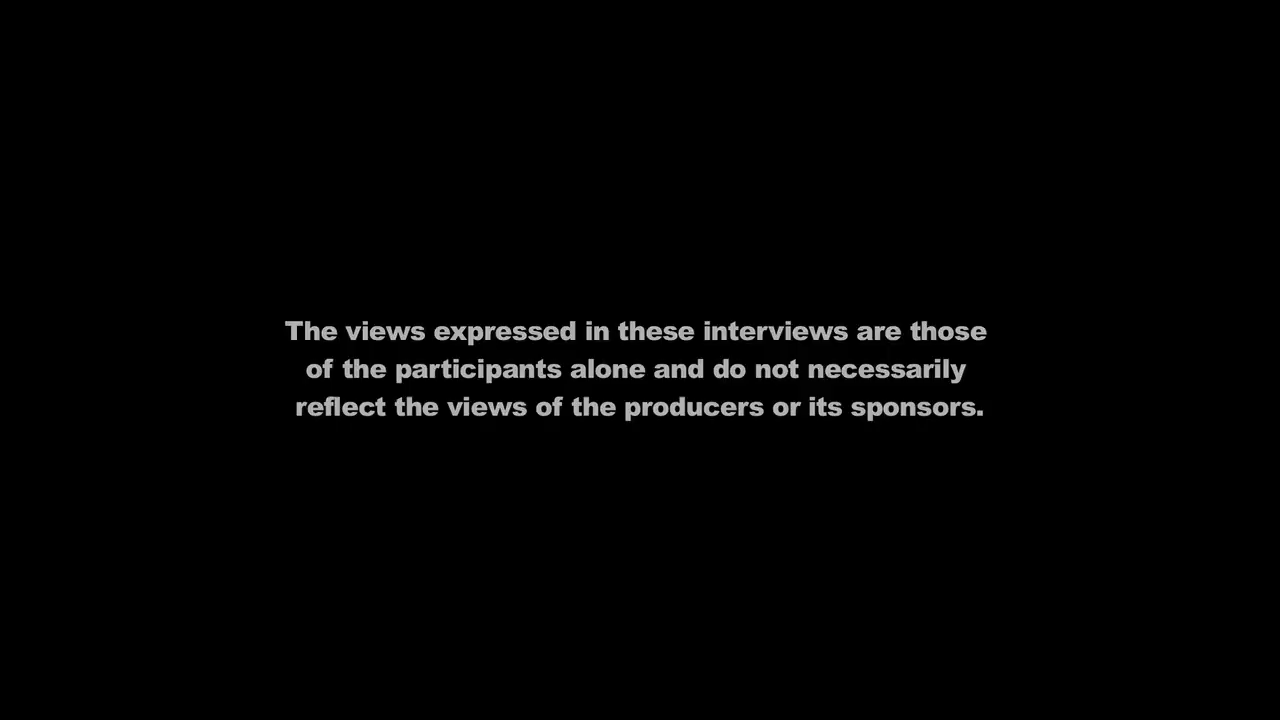 The views expressed in these interviews are those
of the participants alone and do not necessarily
reflect the views of the producers or its sponsors.